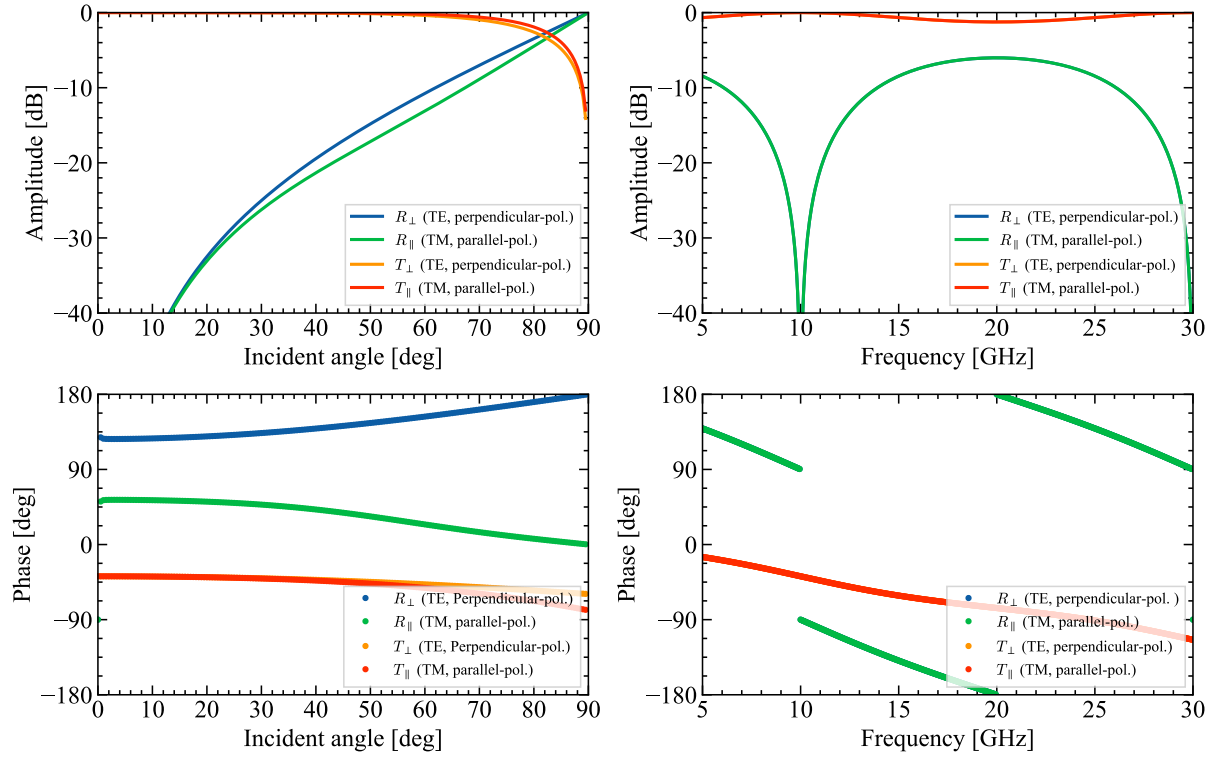 0
−10
−20
−30
−40
Amplitude [dB]
R⊥ (TE, perpendicular-pol.)
R∥ (TM, parallel-pol.)
T⊥ (TE, perpendicular-pol.)
T∥ (TM, parallel-pol.)
0 10 20 30 40 50 60 70 80 90
Incident angle [deg]
0
−10
−20
−30
−40
Amplitude [dB]
R⊥ (TE, perpendicular-pol.)
R∥ (TM, parallel-pol.)
T⊥ (TE, perpendicular-pol.)
T∥ (TM, parallel-pol.)
5 10 15 20 25 30
Frequency [GHz]
180
90
0
−90
−180
Phase [deg]
R⊥ (TE, Perpendicular-pol.)
R∥ (TM, parallel-pol.)
T⊥ (TE, Perpendicular-pol.)
T∥ (TM, parallel-pol.)
0 10 20 30 40 50 60 70 80 90
Incident angle [deg]
180
90
0
−90
−180
Phase [deg]
R⊥ (TE, perpendicular-pol. )
R∥ (TM, parallel-pol.)
T⊥ (TE, perpendicular-pol.)
T∥ (TM, parallel-pol.)
5 10 15 20 25 30
Frequency [GHz]